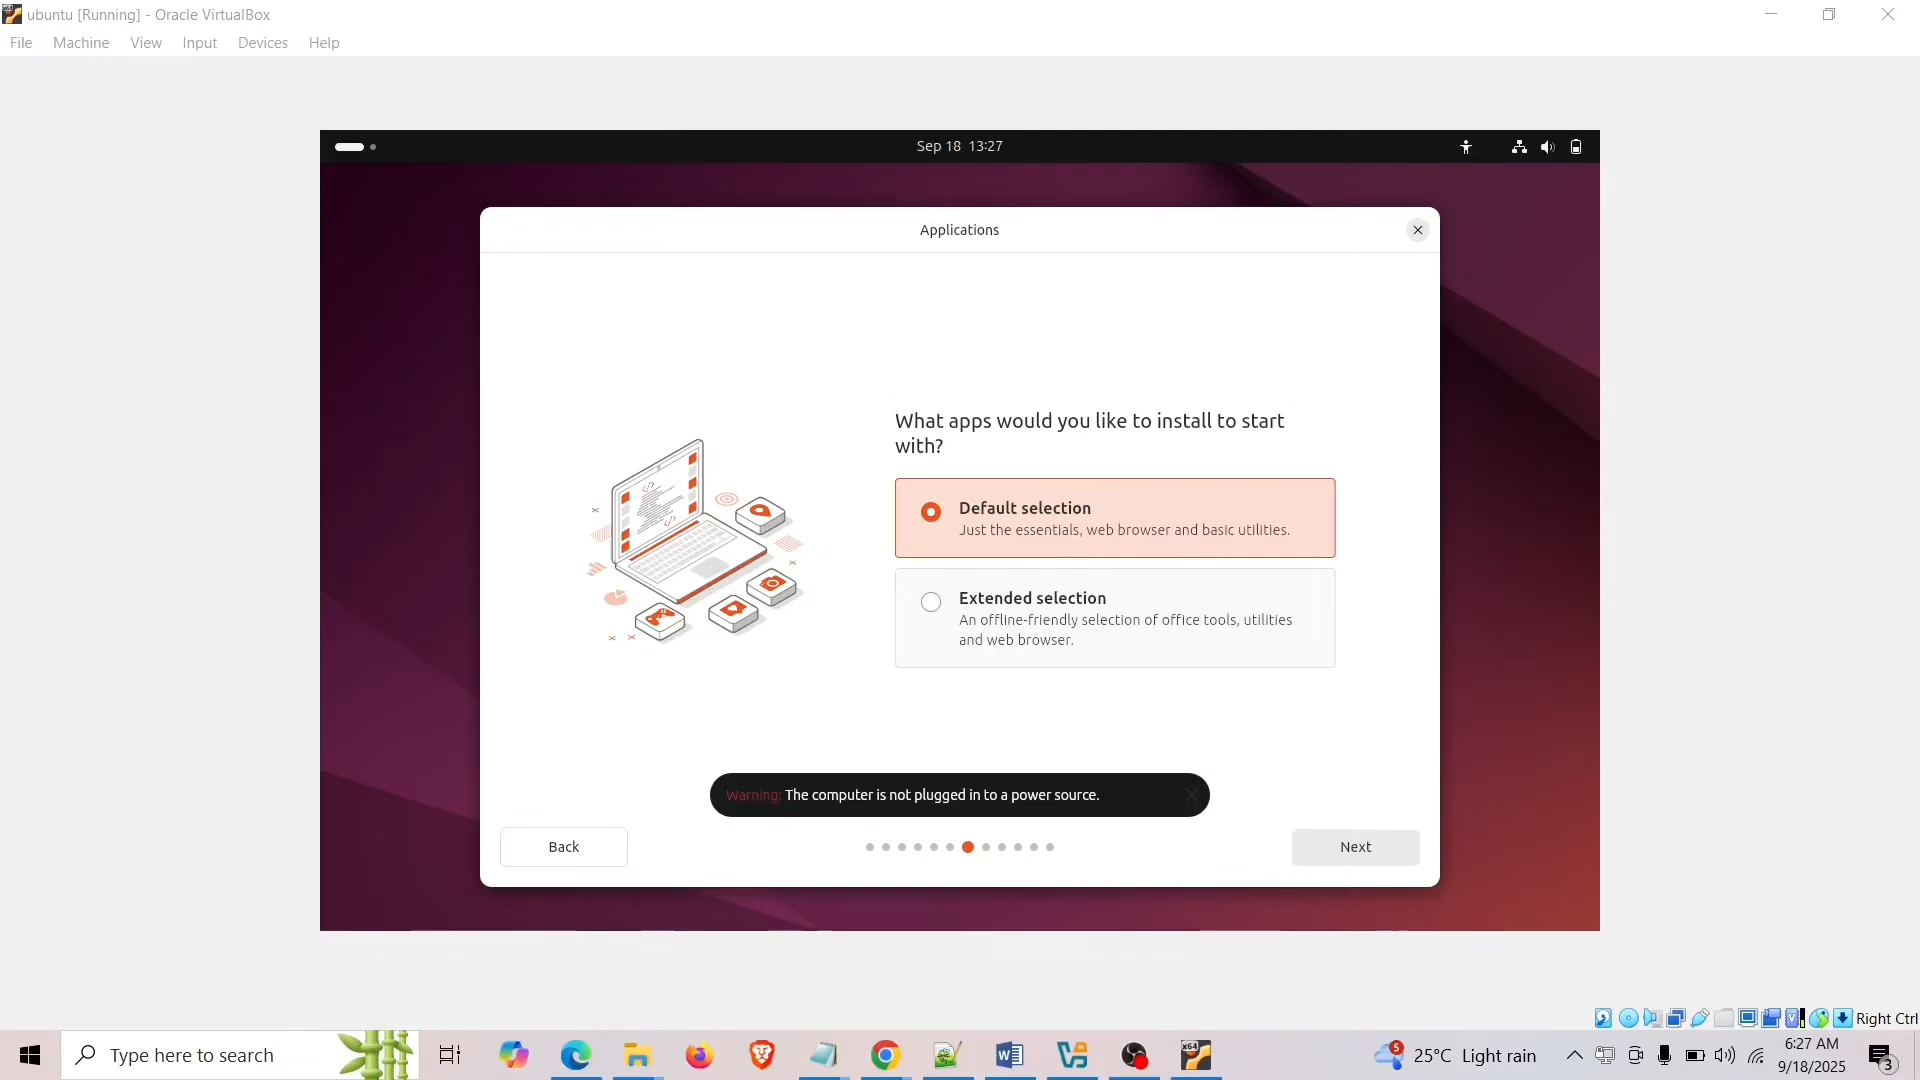 ubuntu [Running] - Oracle VirtualBox
File Machine View Input Devices Help
Sep 18 13:27
Applications
What apps would you like to install to start
with?
Default selection
Just the essentials, web browser and basic utilities.
Extended selection
An offline-friendly selection of office tools, utilities
and web browser.
Warning: The computer is not plugged in to a power source.
Back
Next
Right Ctrl
Type here to search
5
25°C Light rain
6:27 AM
9/18/2025
3